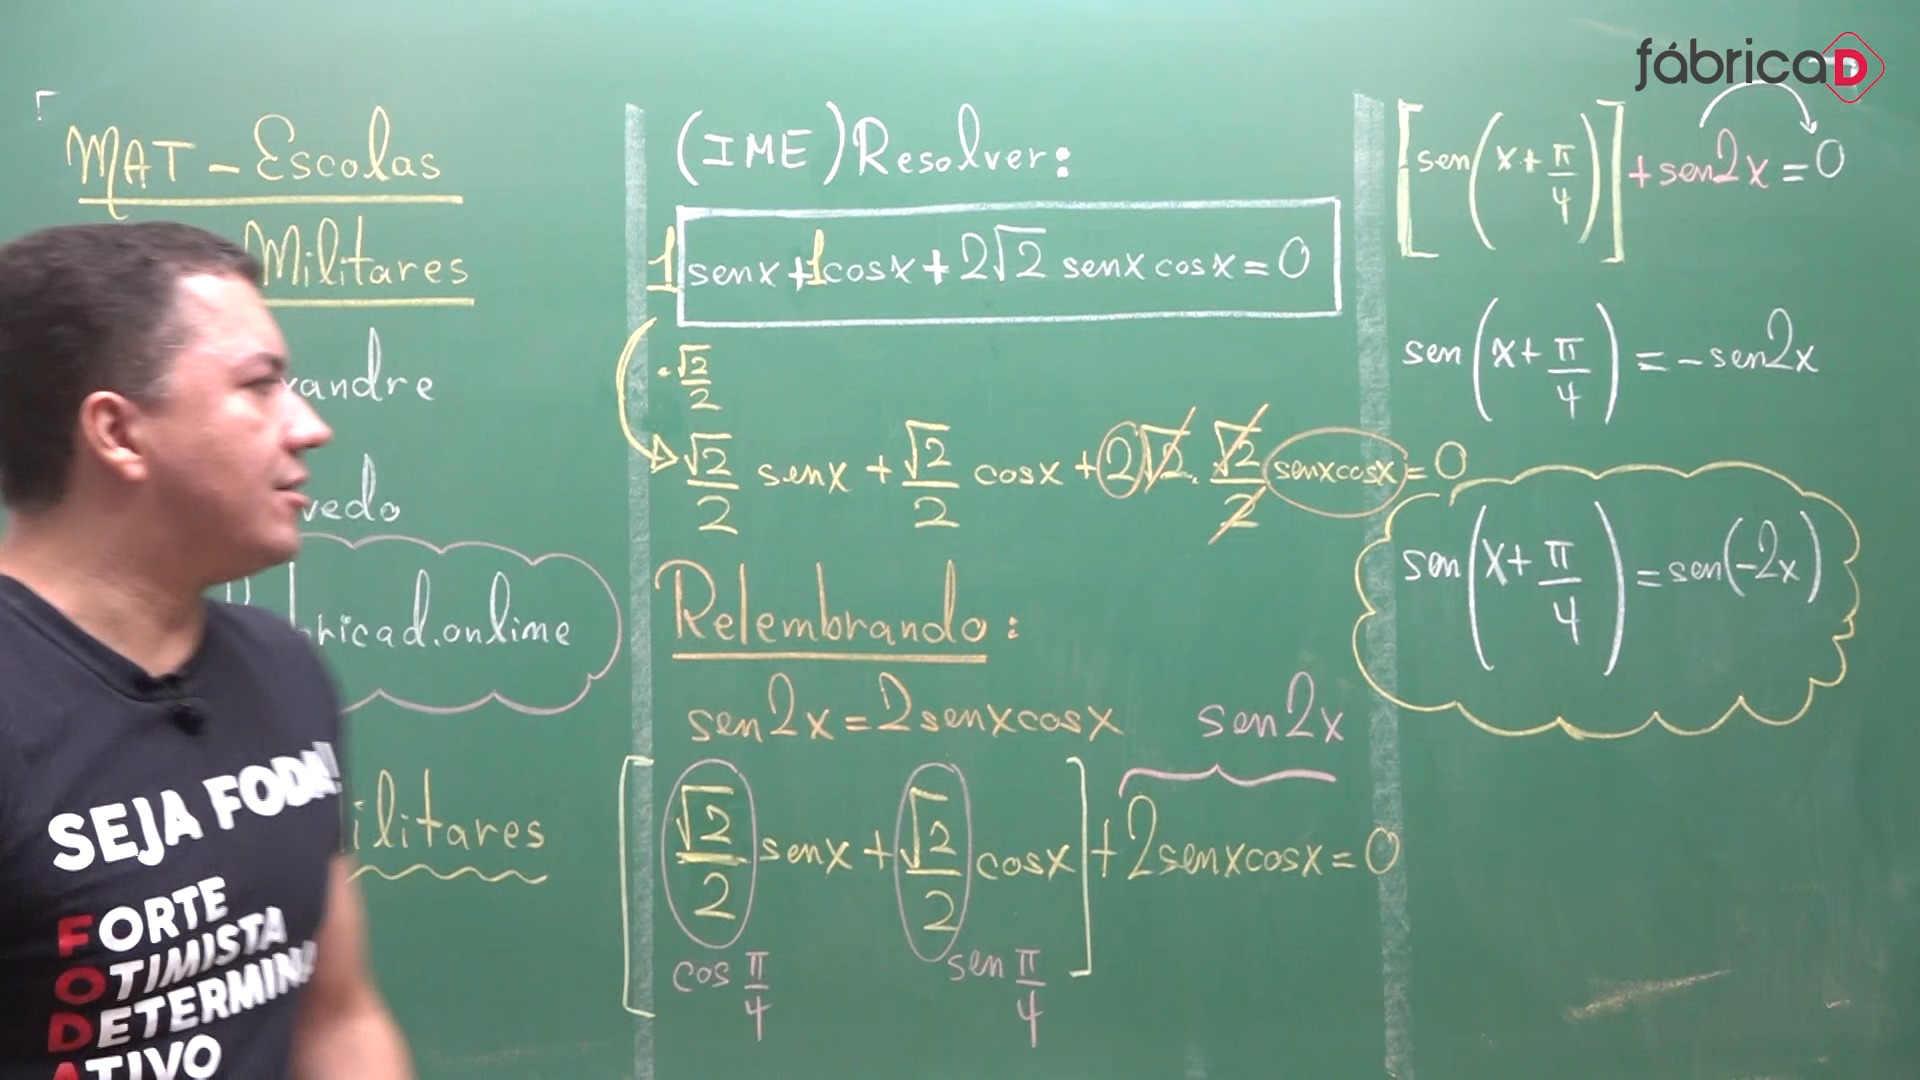 fábricaD
MAT - Escolas
Militares
xandre
vedo
bricad.online
ilitares
SEJA FODA!!
FORTE
OTIMISTA
DETERMIN
ATIVO
(IME) Resolver:
1 senx + 1 cosx + 2√2 senx cosx = 0
· √2/2
√2/2 senx + √2/2 cosx + 2√2 · √2/2 senxcosx = 0
Relembrando:
sen2x = 2senxcosx
sen2x
[√2/2 senx + √2/2 cosx] + 2senxcosx = 0
cos π/4
sen π/4
[sen(x + π/4)] + sen2x = 0
sen(x + π/4) = -sen2x
sen(x + π/4) = sen(-2x)